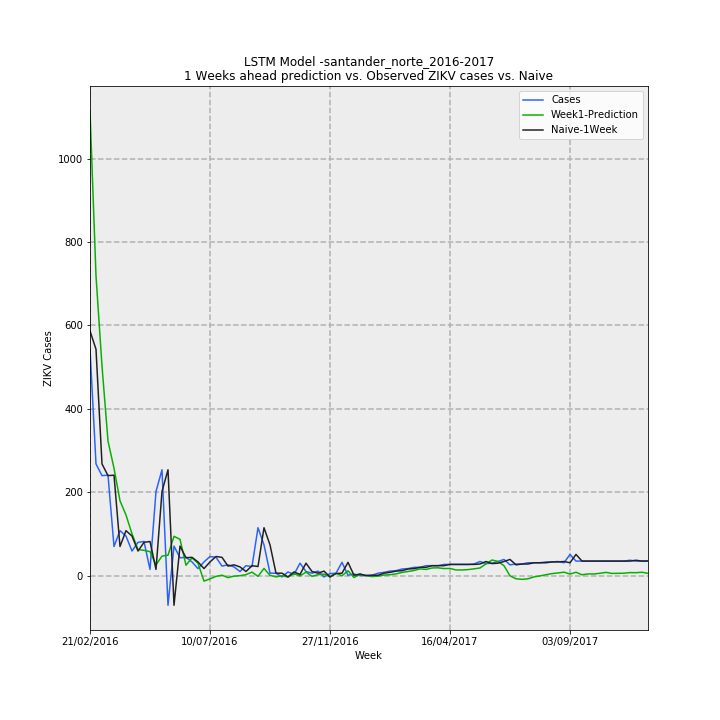 LSTM Model -santander_norte_2016-2017
1 Weeks ahead prediction vs. Observed ZIKV cases vs. Naive
Cases
Week1-Prediction
Naive-1Week
1000
800
600
400
200
0
ZIKV Cases
21/02/2016
10/07/2016
27/11/2016
16/04/2017
03/09/2017
Week